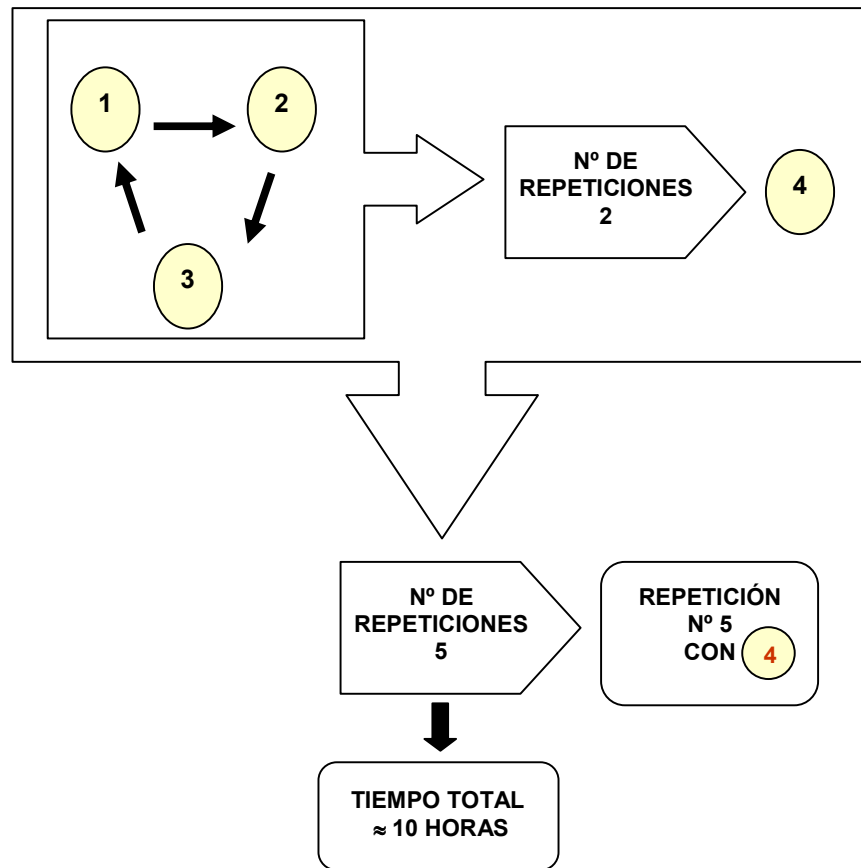 1
2
3
Nº DE
REPETICIONES
2
4
Nº DE
REPETICIONES
5
REPETICIÓN
Nº 5
CON 4
TIEMPO TOTAL
≈ 10 HORAS